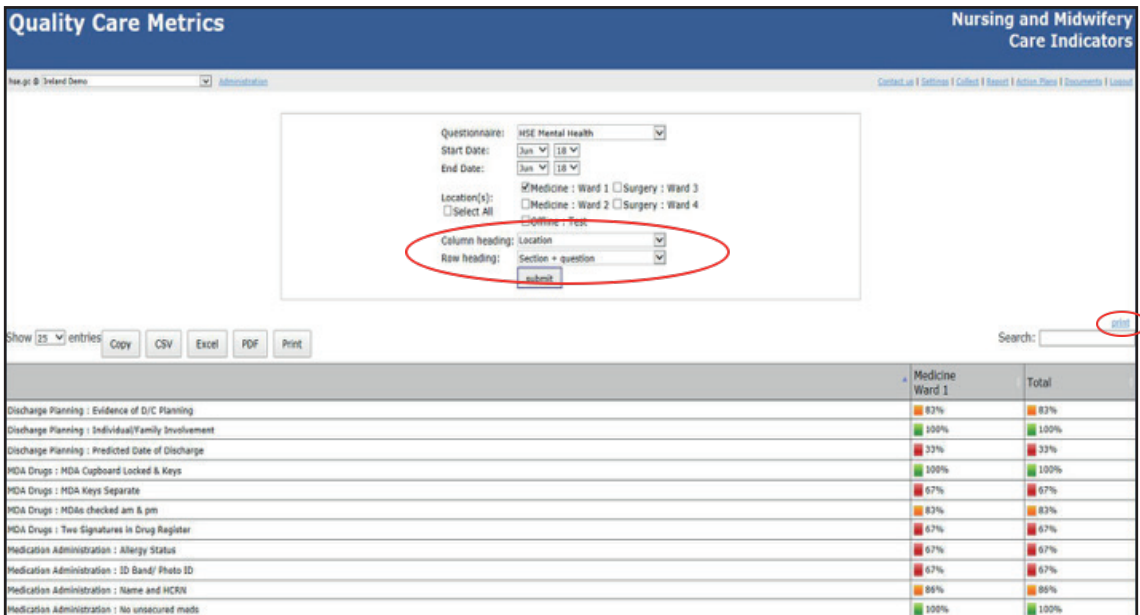 Quality Care Metrics
Nursing and Midwifery
Care Indicators
hse.gc @ Ireland Demo
Administration
Contact us | Settings | Collect | Report | Action Plans | Documents | Logout
Questionnaire: HSE Mental Health
Start Date: Jun 18
End Date: Jun 18
Location(s):
Select All
Medicine : Ward 1 Surgery : Ward 3
Medicine : Ward 2 Surgery : Ward 4
Offline : Test
Column heading: Location
Row heading: Section + question
submit
print
Show 25 entries Copy CSV Excel PDF Print Search:
Medicine
Ward 1
Total
Discharge Planning : Evidence of D/C Planning 83% 83%
Discharge Planning : Individual/Family Involvement 100% 100%
Discharge Planning : Predicted Date of Discharge 33% 33%
MDA Drugs : MDA Cupboard Locked & Keys 100% 100%
MDA Drugs : MDA Keys Separate 67% 67%
MDA Drugs : MDAs checked am & pm 83% 83%
MDA Drugs : Two Signatures in Drug Register 67% 67%
Medication Administration : Allergy Status 67% 67%
Medication Administration : ID Band/ Photo ID 67% 67%
Medication Administration : Name and HCRN 86% 86%
Medication Administration : No unsecured meds 100% 100%